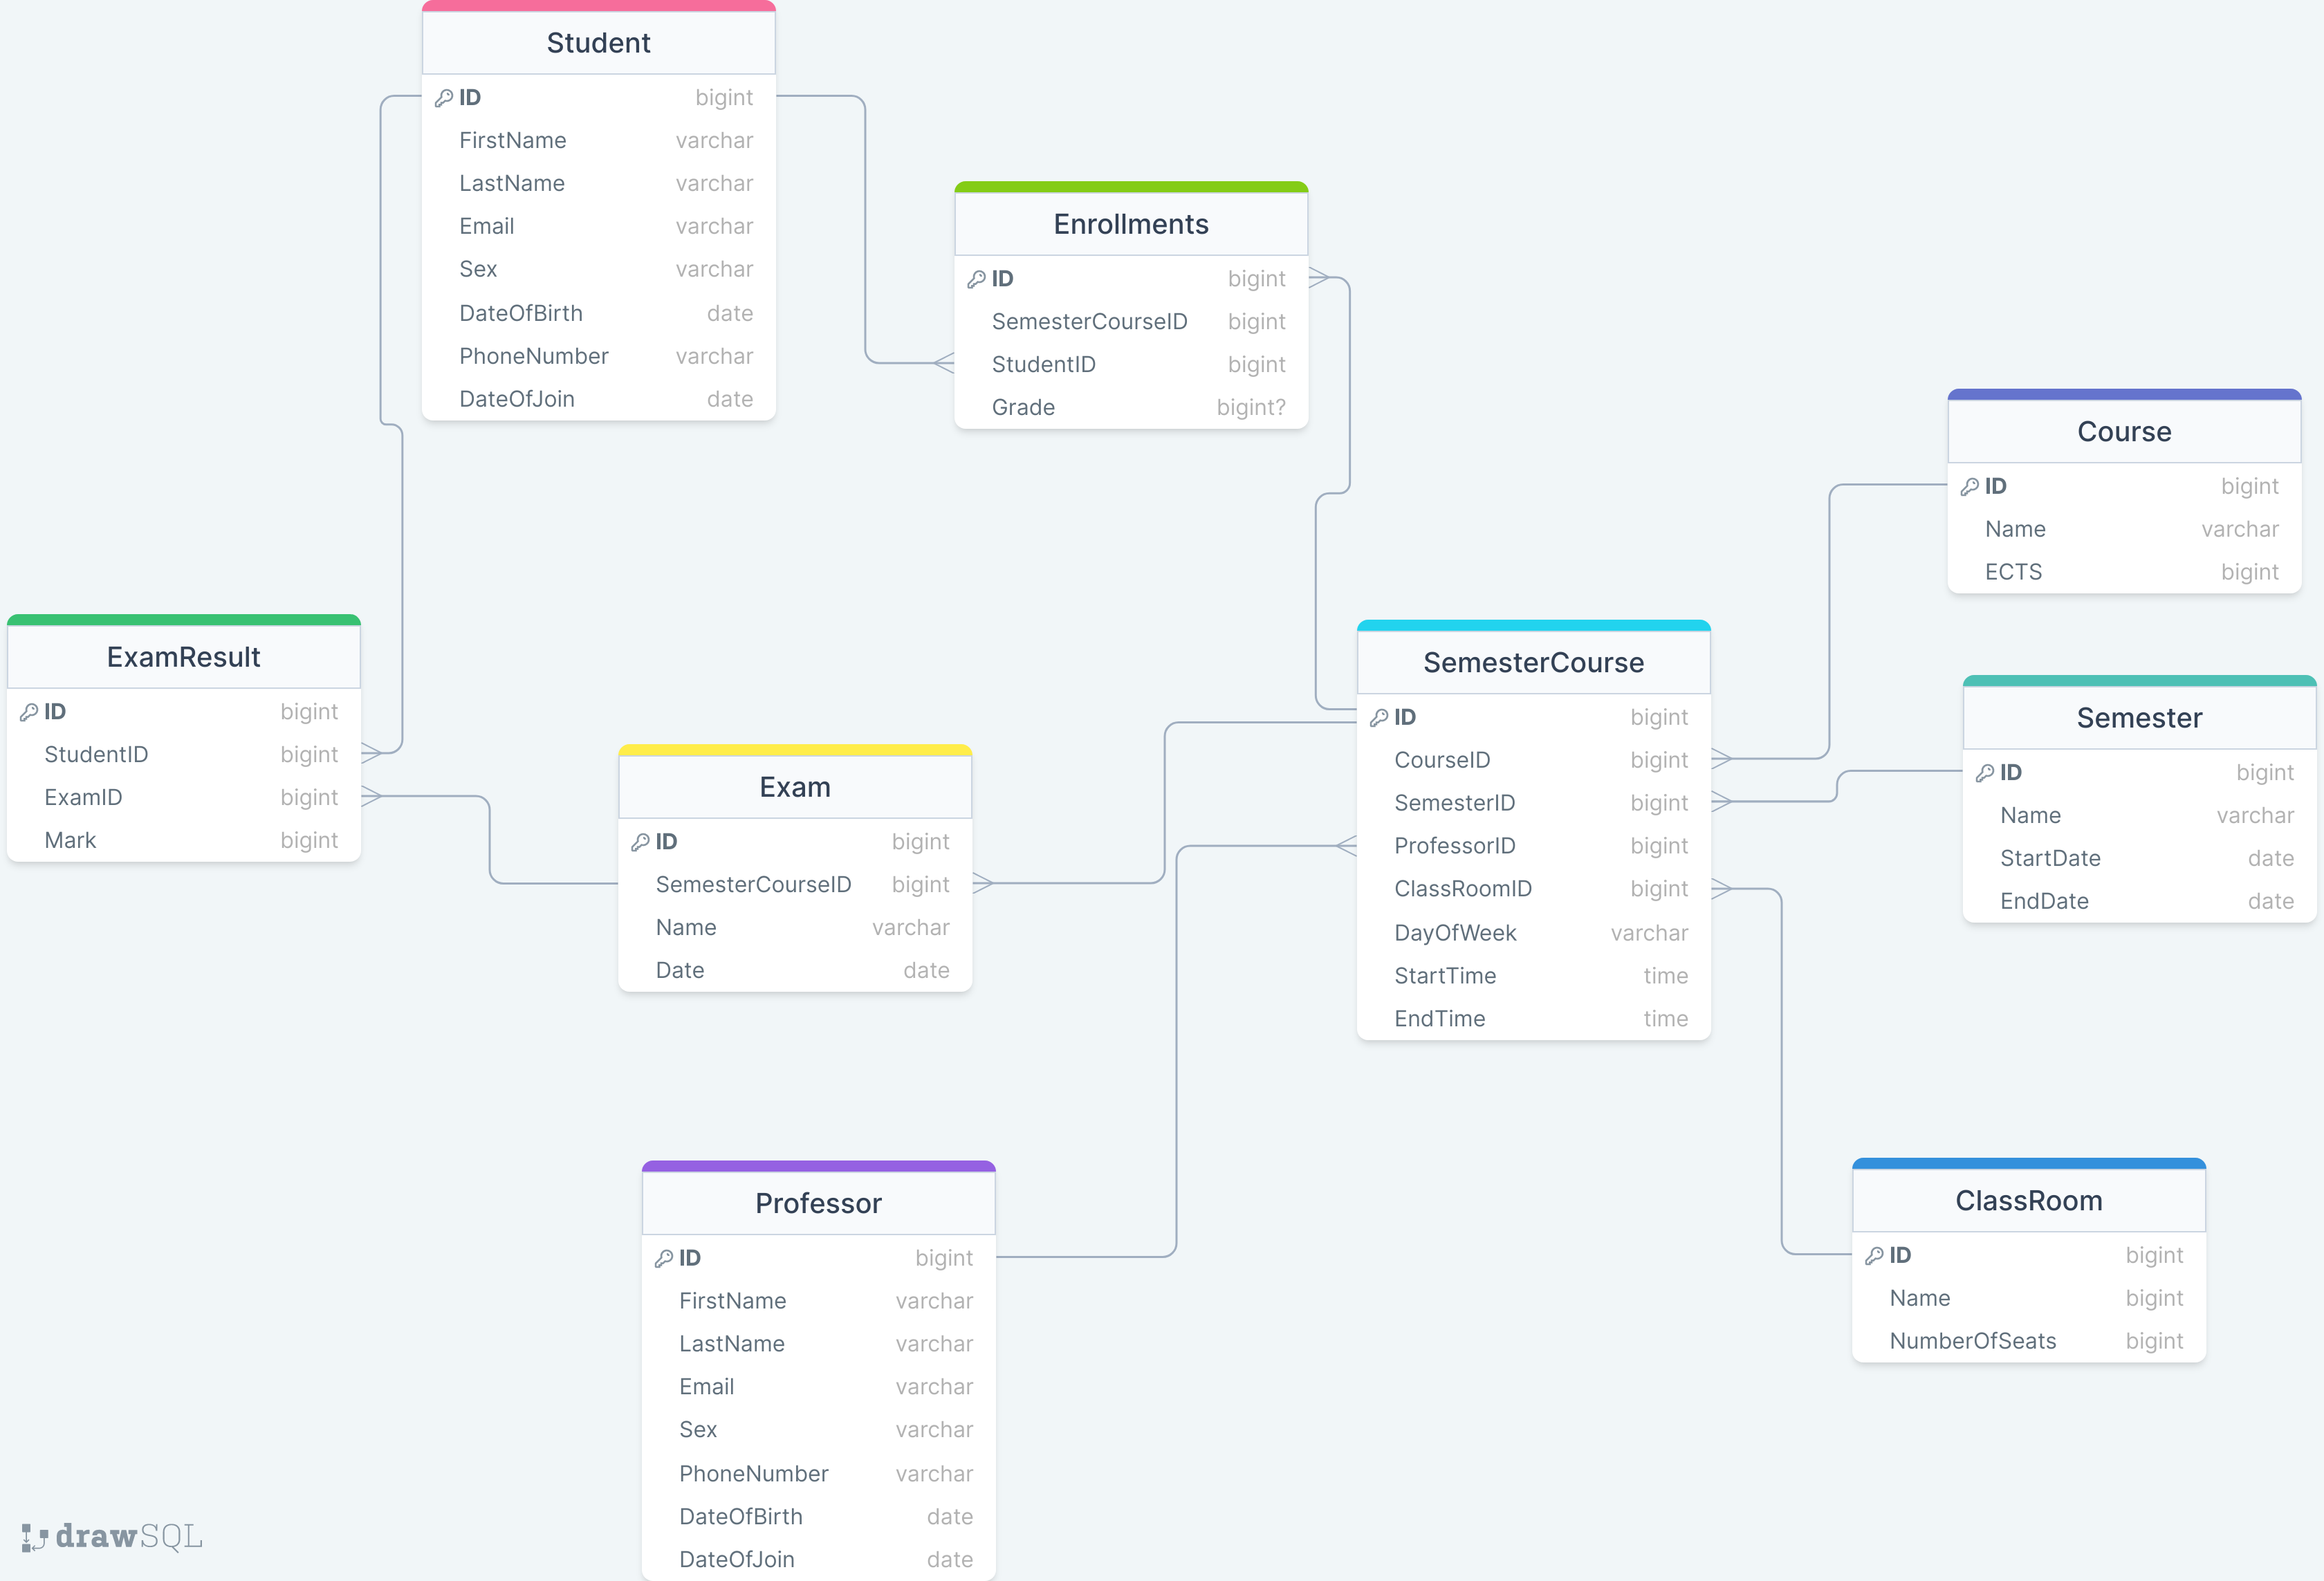 Student
ID bigint
FirstName varchar
LastName varchar
Email varchar
Sex varchar
DateOfBirth date
PhoneNumber varchar
DateOfJoin date
Enrollments
ID bigint
SemesterCourseID bigint
StudentID bigint
Grade bigint?
Course
ID bigint
Name varchar
ECTS bigint
ExamResult
ID bigint
StudentID bigint
ExamID bigint
Mark bigint
Exam
ID bigint
SemesterCourseID bigint
Name varchar
Date date
SemesterCourse
ID bigint
CourseID bigint
SemesterID bigint
ProfessorID bigint
ClassRoomID bigint
DayOfWeek varchar
StartTime time
EndTime time
Semester
ID bigint
Name varchar
StartDate date
EndDate date
Professor
ID bigint
FirstName varchar
LastName varchar
Email varchar
Sex varchar
PhoneNumber varchar
DateOfBirth date
DateOfJoin date
ClassRoom
ID bigint
Name bigint
NumberOfSeats bigint
drawSQL